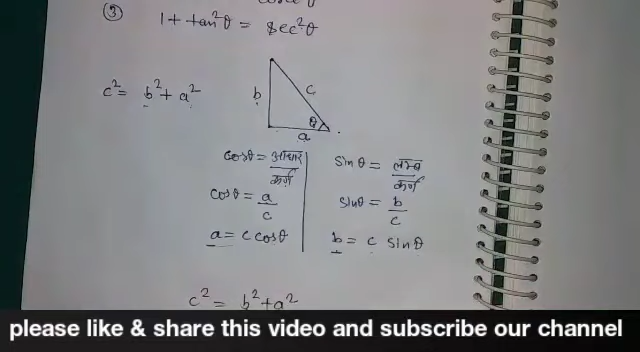 ③
1 + tan²θ = sec²θ
c² = b² + a²
b
c
θ
a
cosθ = आधार/कर्ण
sinθ = लम्ब/कर्ण
cosθ = a/c
sinθ = b/c
a = c cosθ
b = c sinθ
c² = b² + a²
please like & share this video and subscribe our channel